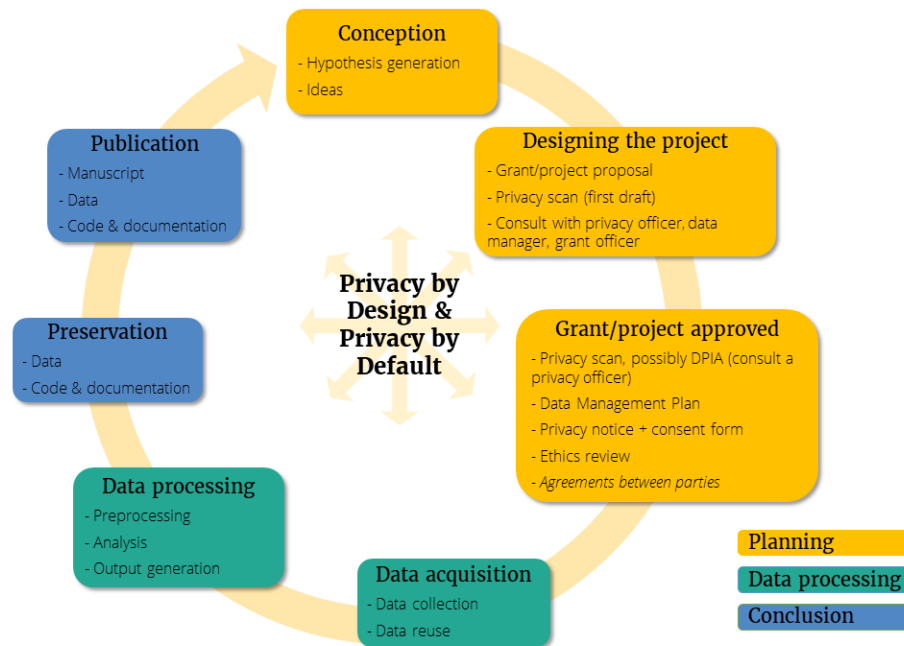 Conception
- Hypothesis generation
- Ideas
Designing the project
- Grant/project proposal
- Privacy scan (first draft)
- Consult with privacy officer, data
manager, grant officer
Grant/project approved
- Privacy scan, possibly DPIA (consult a
privacy officer)
- Data Management Plan
- Privacy notice + consent form
- Ethics review
- Agreements between parties
Data acquisition
- Data collection
- Data reuse
Data processing
- Preprocessing
- Analysis
- Output generation
Preservation
- Data
- Code & documentation
Publication
- Manuscript
- Data
- Code & documentation
Privacy by
Design &
Privacy by
Default
Planning
Data processing
Conclusion